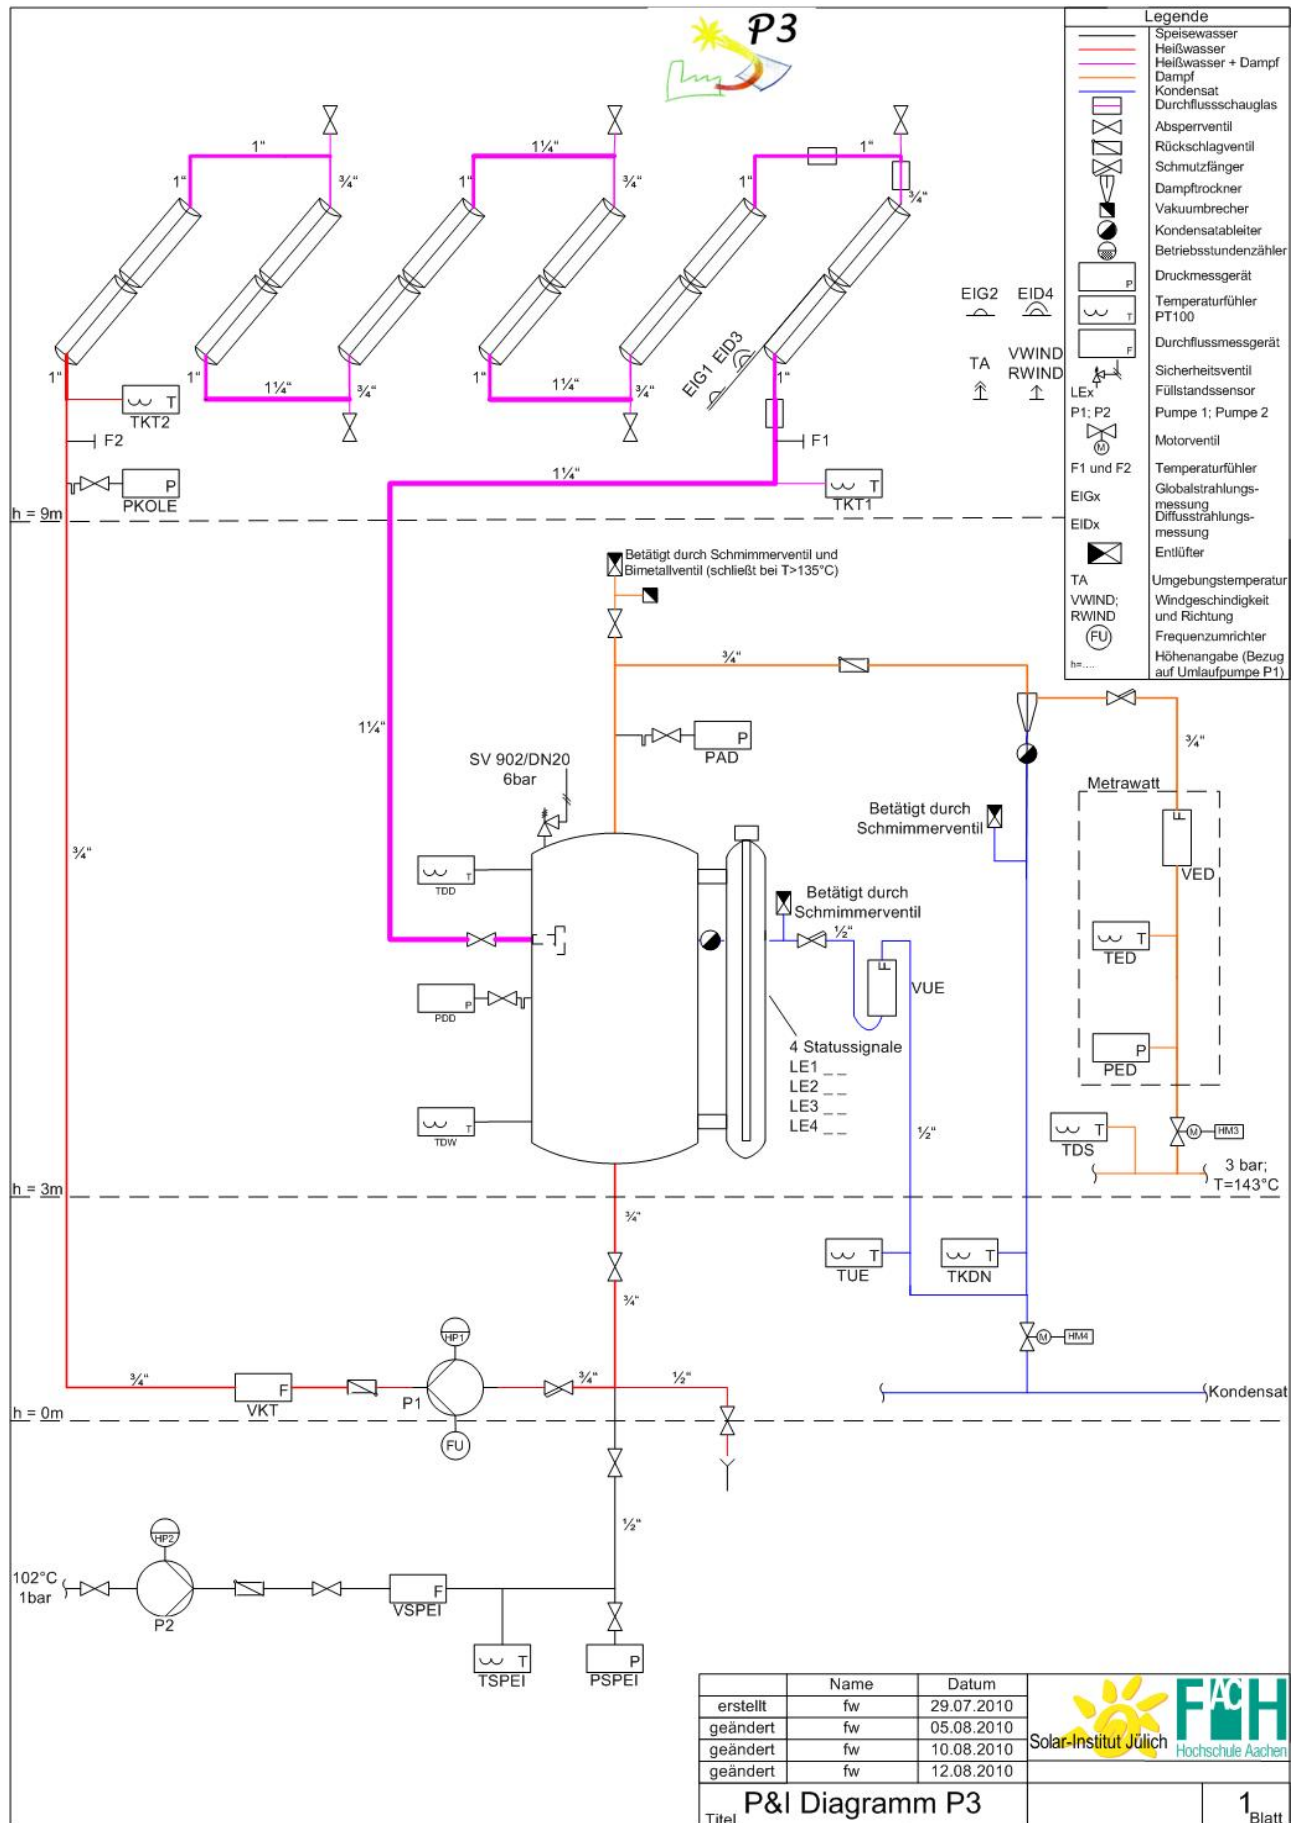 P3
Legende
Speisewasser
Heißwasser
Heißwasser + Dampf
Dampf
Kondensat
Durchflussschauglas
Absperrventil
Rückschlagventil
Schmutzfänger
Dampftrockner
Vakuumbrecher
Kondensatableiter
Betriebsstundenzähler
P Druckmessgerät
T Temperaturfühler
PT100
F Durchflussmessgerät
Sicherheitsventil
LEx Füllstandssensor
P1; P2 Pumpe 1; Pumpe 2
M Motorventil
F1 und F2 Temperaturfühler
EIGx Globalstrahlungs-
messung
EIDx Diffusstrahlungs-
messung
Entlüfter
TA Umgebungstemperatur
VWIND; Windgeschindigkeit
RWIND und Richtung
FU Frequenzumrichter
h=.... Höhenangabe (Bezug
auf Umlaufpumpe P1)
1" 1¼" 1"
1" ¾" 1" ¾" 1" ¾"
EIG2 EID4
EIG1 EID3
TA VWIND
RWIND
1" 1" 1" 1"
1¼" ¾" 1¼" ¾"
T
TKT2
F2 F1
1¼"
P
PKOLE
T
TKT1
h = 9m
Betätigt durch Schmimmerventil und
Bimetallventil (schließt bei T>135°C)
¾"
1¼"
P
PAD
¾"
SV 902/DN20
6bar
Metrawatt
Betätigt durch
Schmimmerventil
¾"
F
VED
T
TDD
Betätigt durch
Schmimmerventil
½"
T
TED
F
VUE
P
PDD
4 Statussignale
LE1 _ _
LE2 _ _
LE3 _ _
LE4 _ _
P
PED
T
TDW
½"
T
TDS
M HM3
3 bar;
T=143°C
h = 3m
¾"
T
TUE
T
TKDN
¾"
HP1
M HM4
¾" F
VKT
P1
¾" ½"
Kondensat
h = 0m
FU
½"
HP2
102°C
1bar
P2
F
VSPEI
T
TSPEI
P
PSPEI
Name Datum
erstellt fw 29.07.2010
geändert fw 05.08.2010
geändert fw 10.08.2010
geändert fw 12.08.2010
Solar-Institut Jülich
FACH
Hochschule Aachen
Titel P&I Diagramm P3
1 Blatt